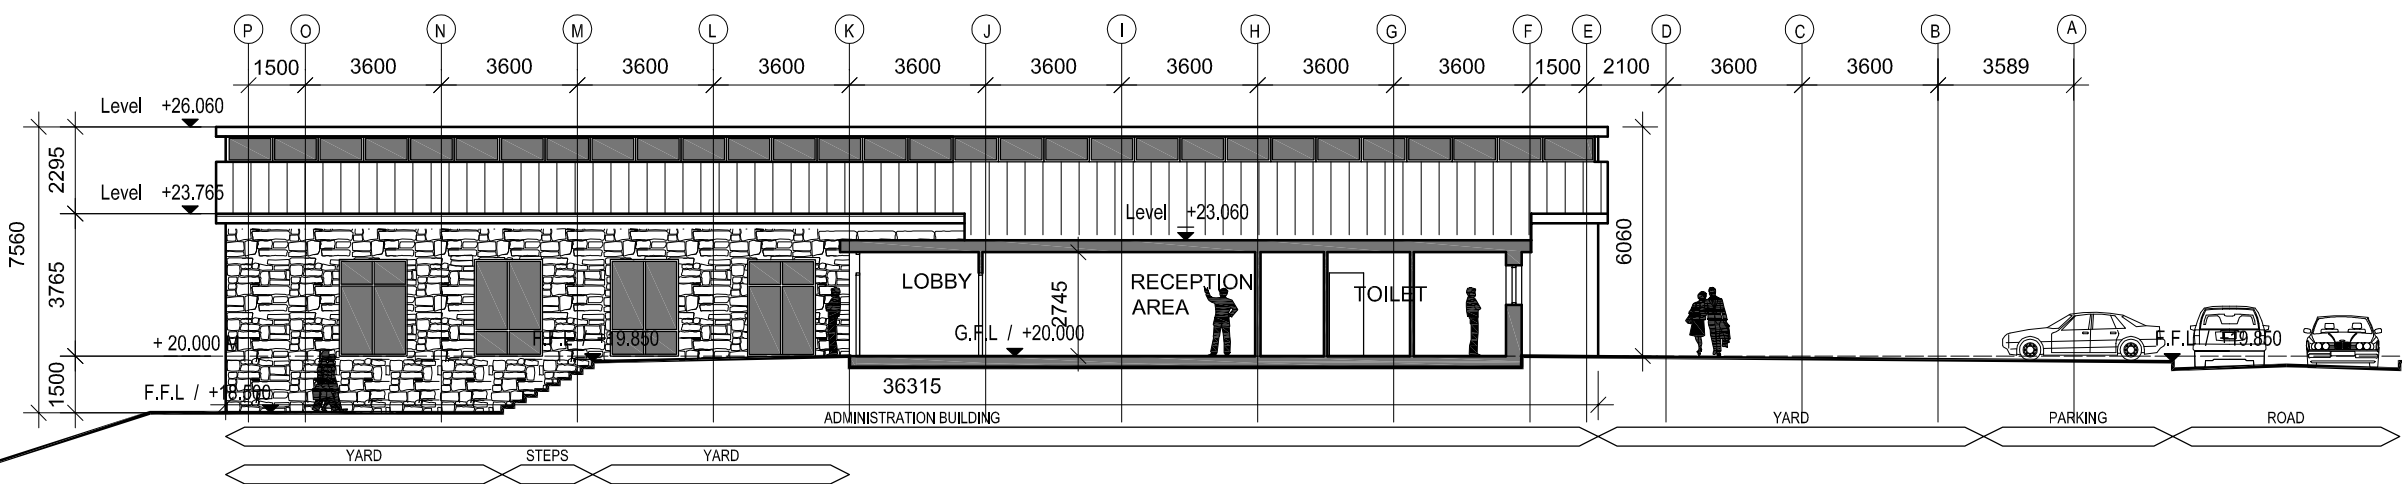 P O N M L K J I H G F E D C B A
1500 3600 3600 3600 3600 3600 3600 3600 3600 3600 1500 2100 3600 3600 3589
Level +26.060
2295
Level +23.765
Level +23.060
7560
3765
6060
LOBBY
RECEPTION
AREA
2745
TOILET
G.F.L / +20.000
F.F.L / +19.850
F.F.L / +19.850
+ 20.000 M
1500
F.F.L / +18.500
36315
ADMINISTRATION BUILDING
YARD
PARKING
ROAD
YARD
STEPS
YARD